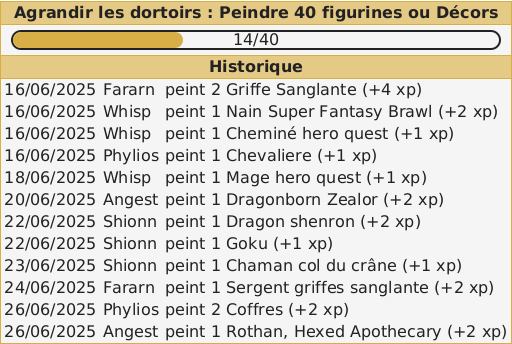 Agrandir les dortoirs : Peindre 40 figurines ou Décors
14/40
Historique
16/06/2025 Fararn peint 2 Griffe Sanglante (+4 xp)
16/06/2025 Whisp peint 1 Nain Super Fantasy Brawl (+2 xp)
16/06/2025 Whisp peint 1 Cheminé hero quest (+1 xp)
16/06/2025 Phylios peint 1 Chevaliere (+1 xp)
18/06/2025 Whisp peint 1 Mage hero quest (+1 xp)
20/06/2025 Angest peint 1 Dragonborn Zealor (+2 xp)
22/06/2025 Shionn peint 1 Dragon shenron (+2 xp)
22/06/2025 Shionn peint 1 Goku (+1 xp)
23/06/2025 Shionn peint 1 Chaman col du crâne (+1 xp)
24/06/2025 Fararn peint 1 Sergent griffes sanglante (+2 xp)
26/06/2025 Phylios peint 2 Coffres (+2 xp)
26/06/2025 Angest peint 1 Rothan, Hexed Apothecary (+2 xp)